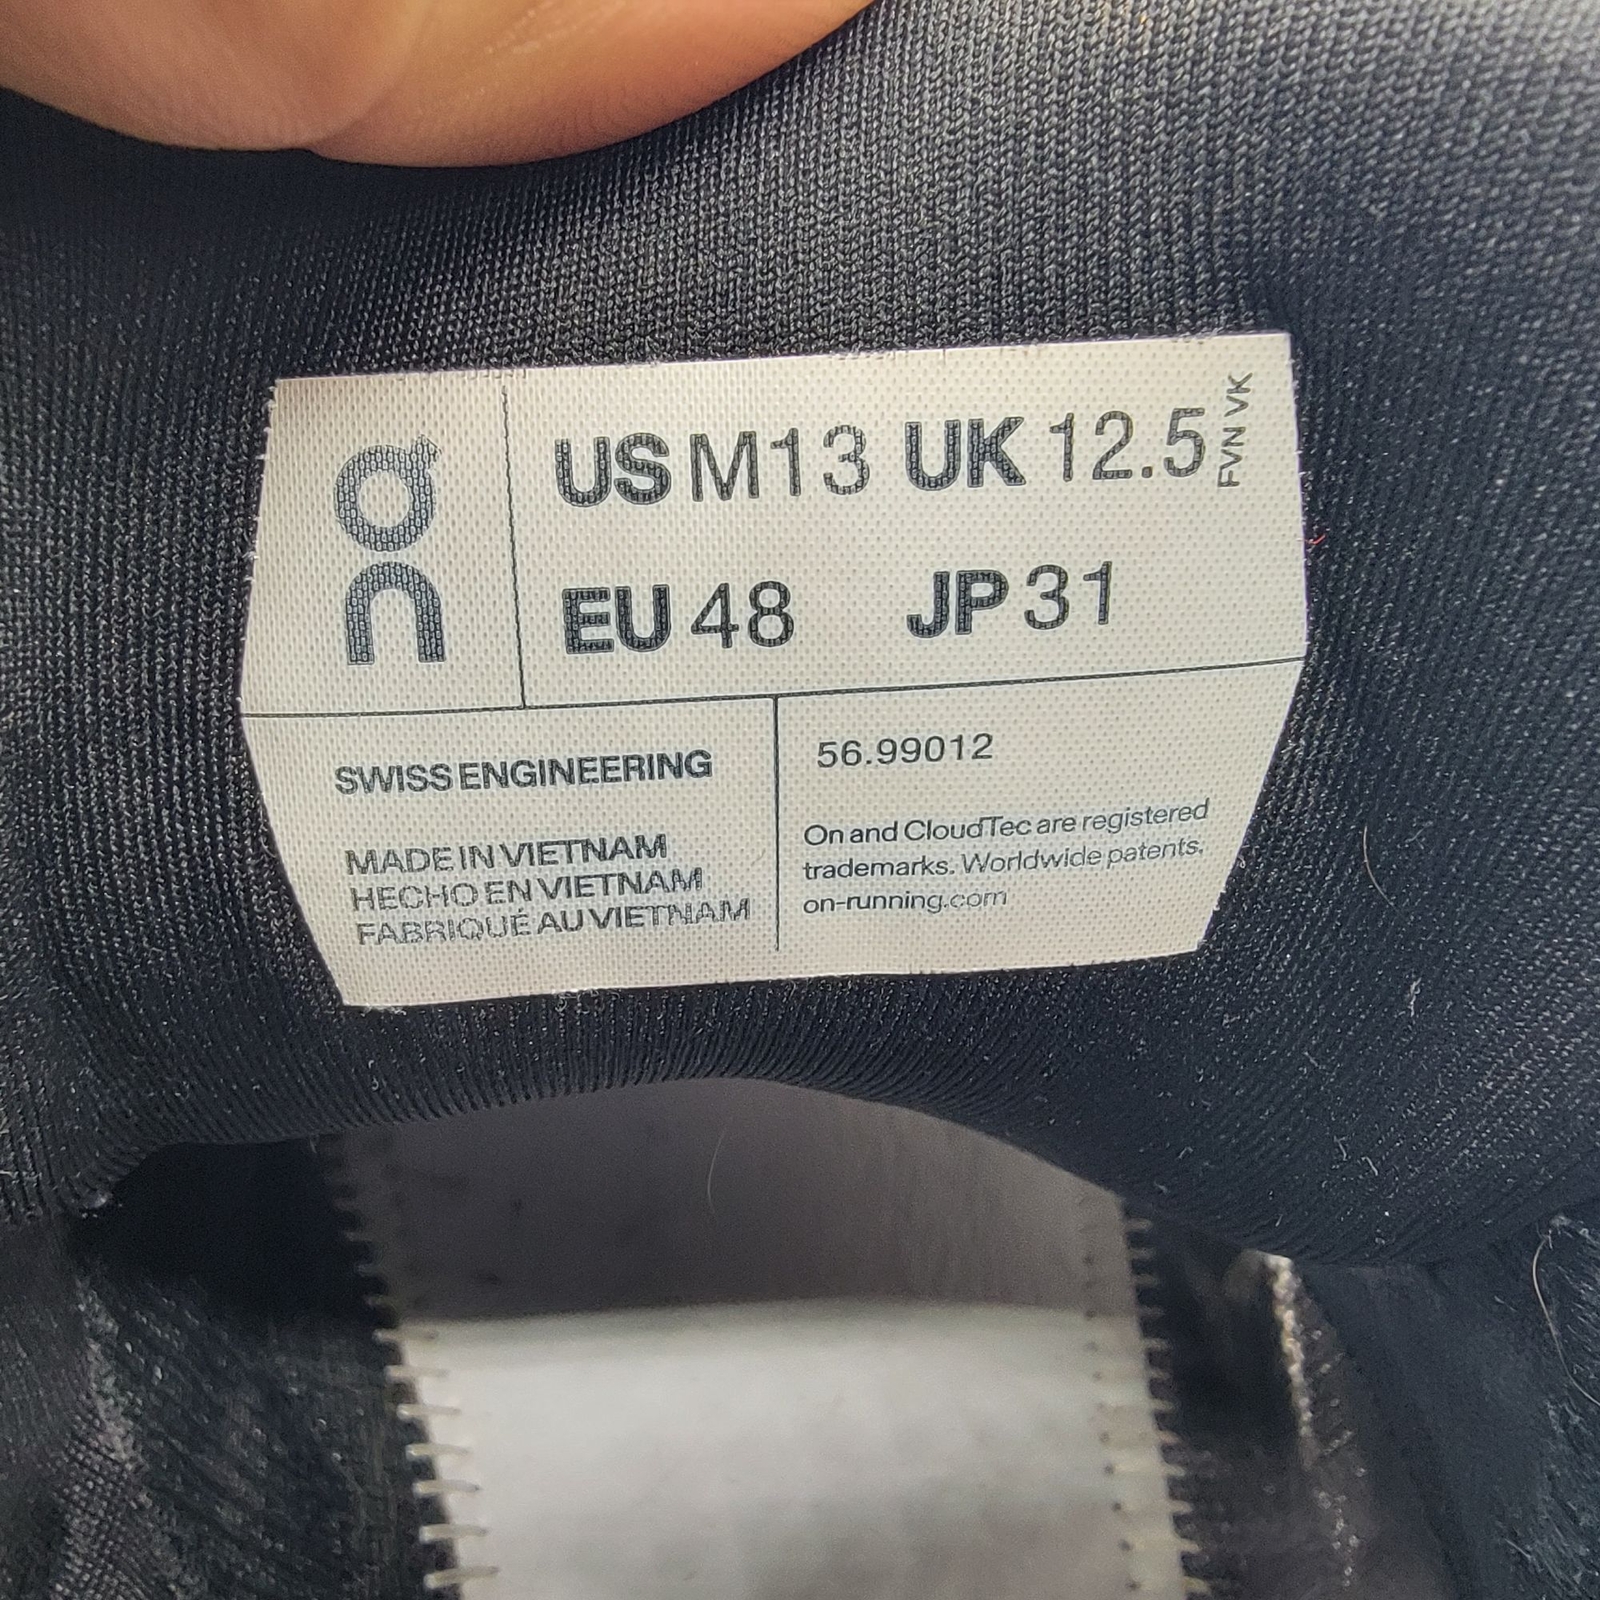 On
US M 13 UK 12.5
FVN VK
EU 48 JP 31
SWISS ENGINEERING
MADE IN VIETNAM
HECHO EN VIETNAM
FABRIQUÉ AU VIETNAM
56.99012
On and CloudTec are registered
trademarks. Worldwide patents.
on-running.com